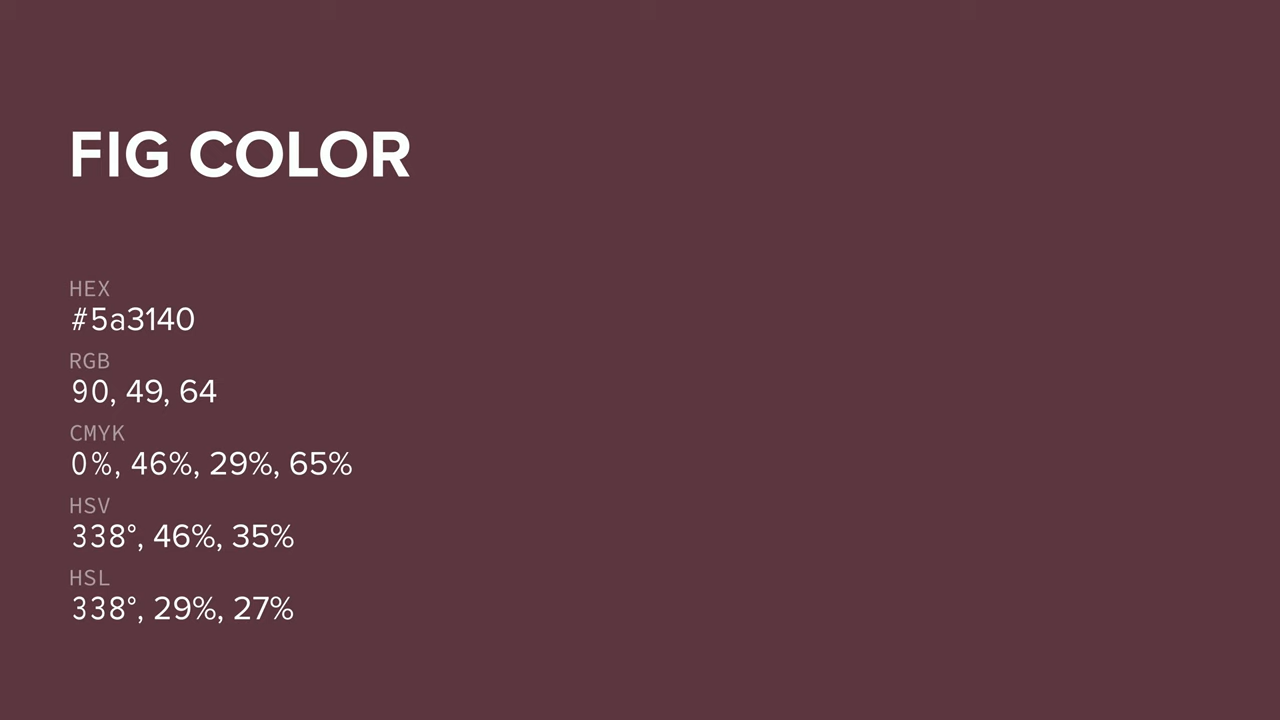 FIG COLOR
HEX
#5a3140
RGB
90, 49, 64
CMYK
0%, 46%, 29%, 65%
HSV
338°, 46%, 35%
HSL
338°, 29%, 27%